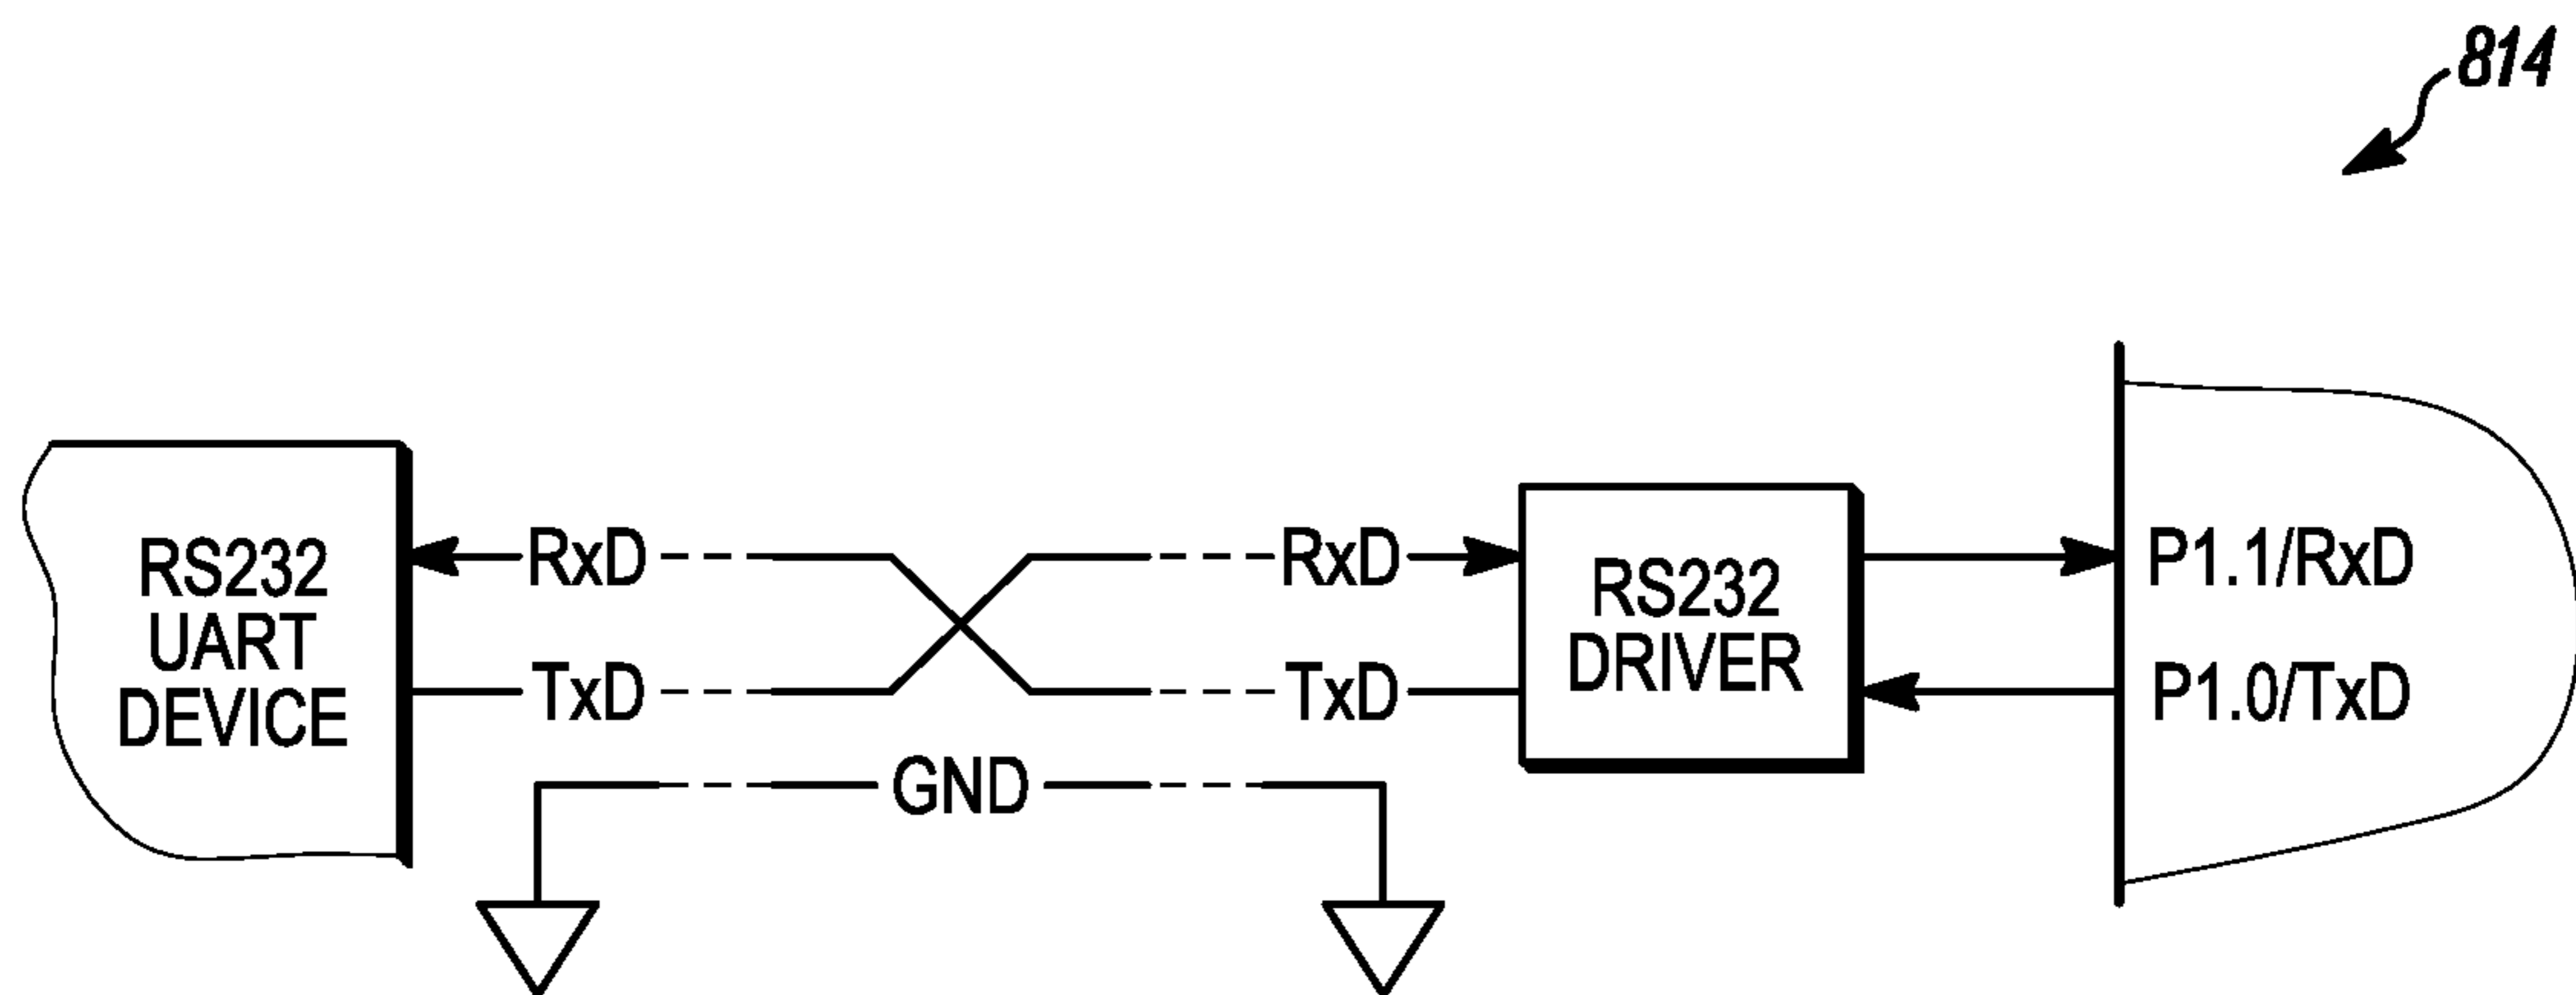 814
RS232
UART
DEVICE
RxD
TxD
GND
RxD
TxD
RS232
DRIVER
P1.1/RxD
P1.0/TxD